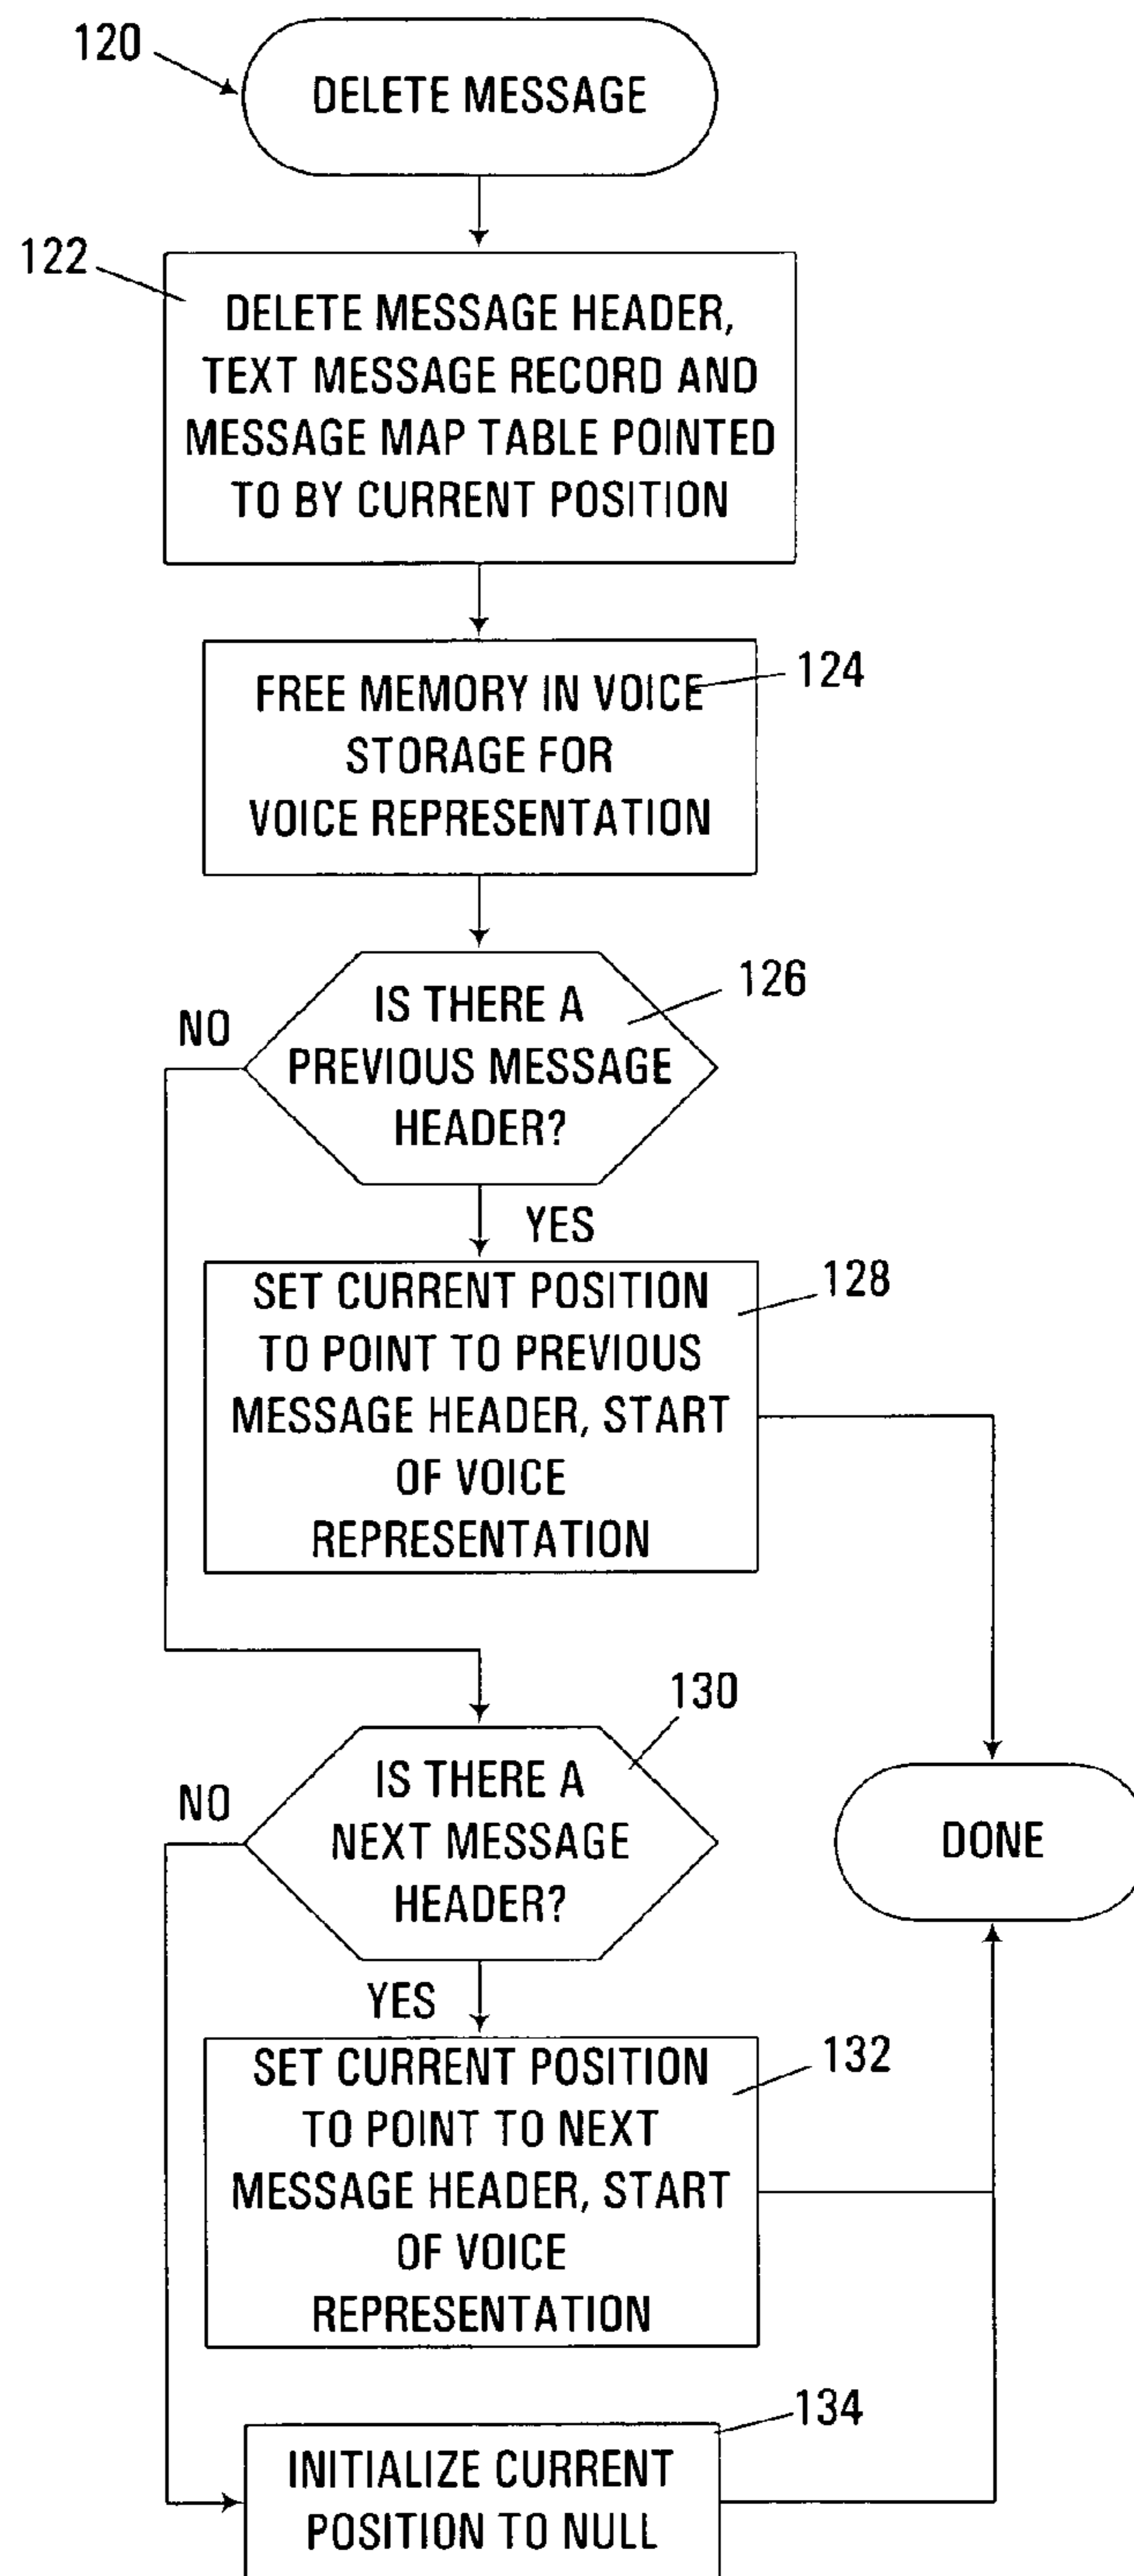 120
DELETE MESSAGE
122
DELETE MESSAGE HEADER,
TEXT MESSAGE RECORD AND
MESSAGE MAP TABLE POINTED
TO BY CURRENT POSITION
FREE MEMORY IN VOICE
STORAGE FOR
VOICE REPRESENTATION
124
126
IS THERE A
PREVIOUS MESSAGE
HEADER?
NO
YES
SET CURRENT POSITION
TO POINT TO PREVIOUS
MESSAGE HEADER, START
OF VOICE
REPRESENTATION
128
130
IS THERE A
NEXT MESSAGE
HEADER?
NO
DONE
YES
SET CURRENT POSITION
TO POINT TO NEXT
MESSAGE HEADER, START
OF VOICE
REPRESENTATION
132
134
INITIALIZE CURRENT
POSITION TO NULL